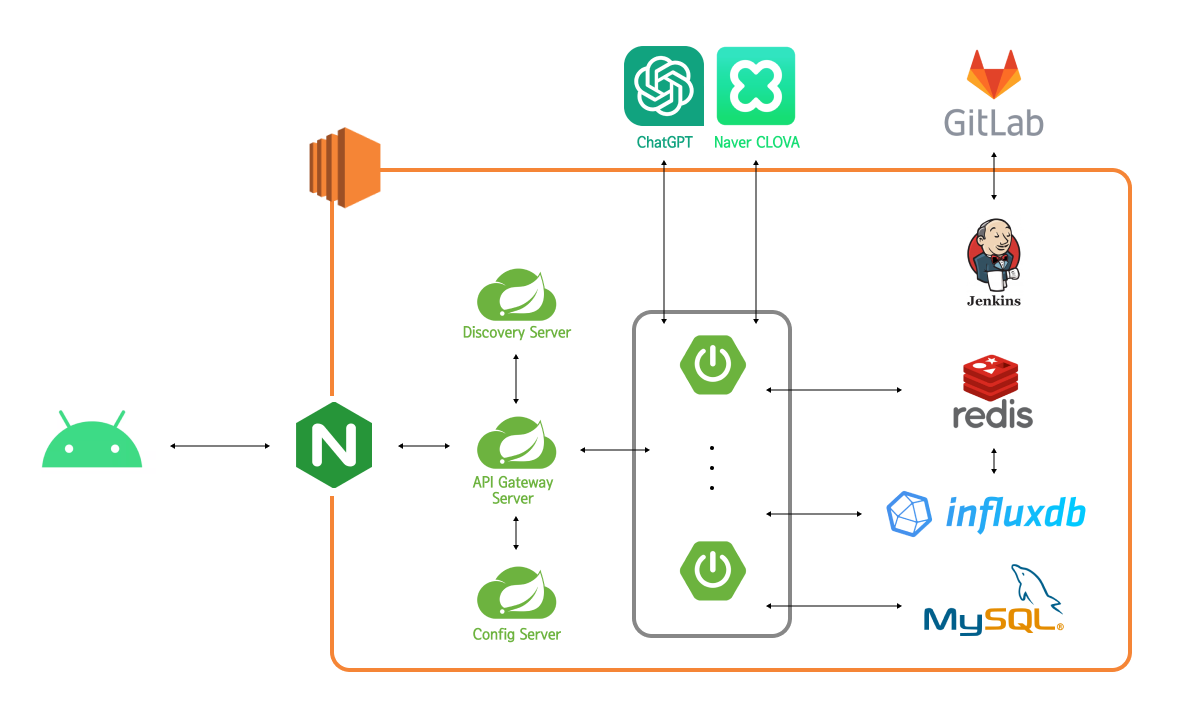 ChatGPT
Naver CLOVA
GitLab
Jenkins
Discovery Server
redis
N
API Gateway
Server
influxdb
Config Server
MySQL®